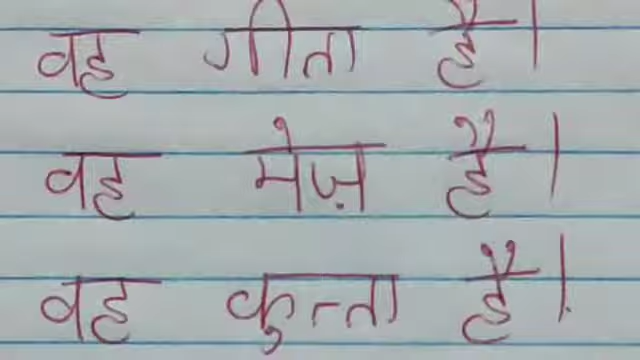 वह गीता है।
वह मेज़ है।
वह कुत्ता है।